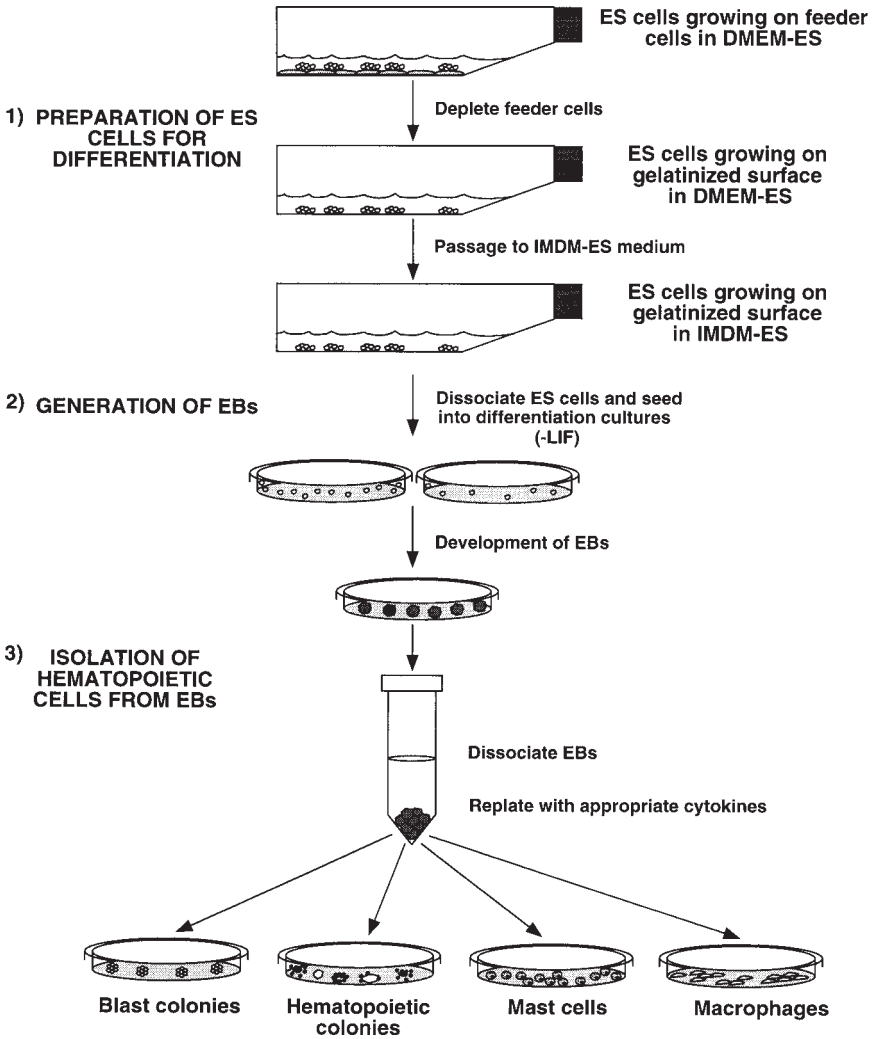 ES cells growing on feeder
cells in DMEM-ES
Deplete feeder cells
1) PREPARATION OF ES
CELLS FOR
DIFFERENTIATION
ES cells growing on
gelatinized surface
in DMEM-ES
Passage to IMDM-ES medium
ES cells growing on
gelatinized surface
in IMDM-ES
2) GENERATION OF EBs
Dissociate ES cells and seed
into differentiation cultures
(-LIF)
Development of EBs
3) ISOLATION OF
HEMATOPOIETIC
CELLS FROM EBs
Dissociate EBs
Replate with appropriate cytokines
Blast colonies
Hematopoietic
colonies
Mast cells
Macrophages